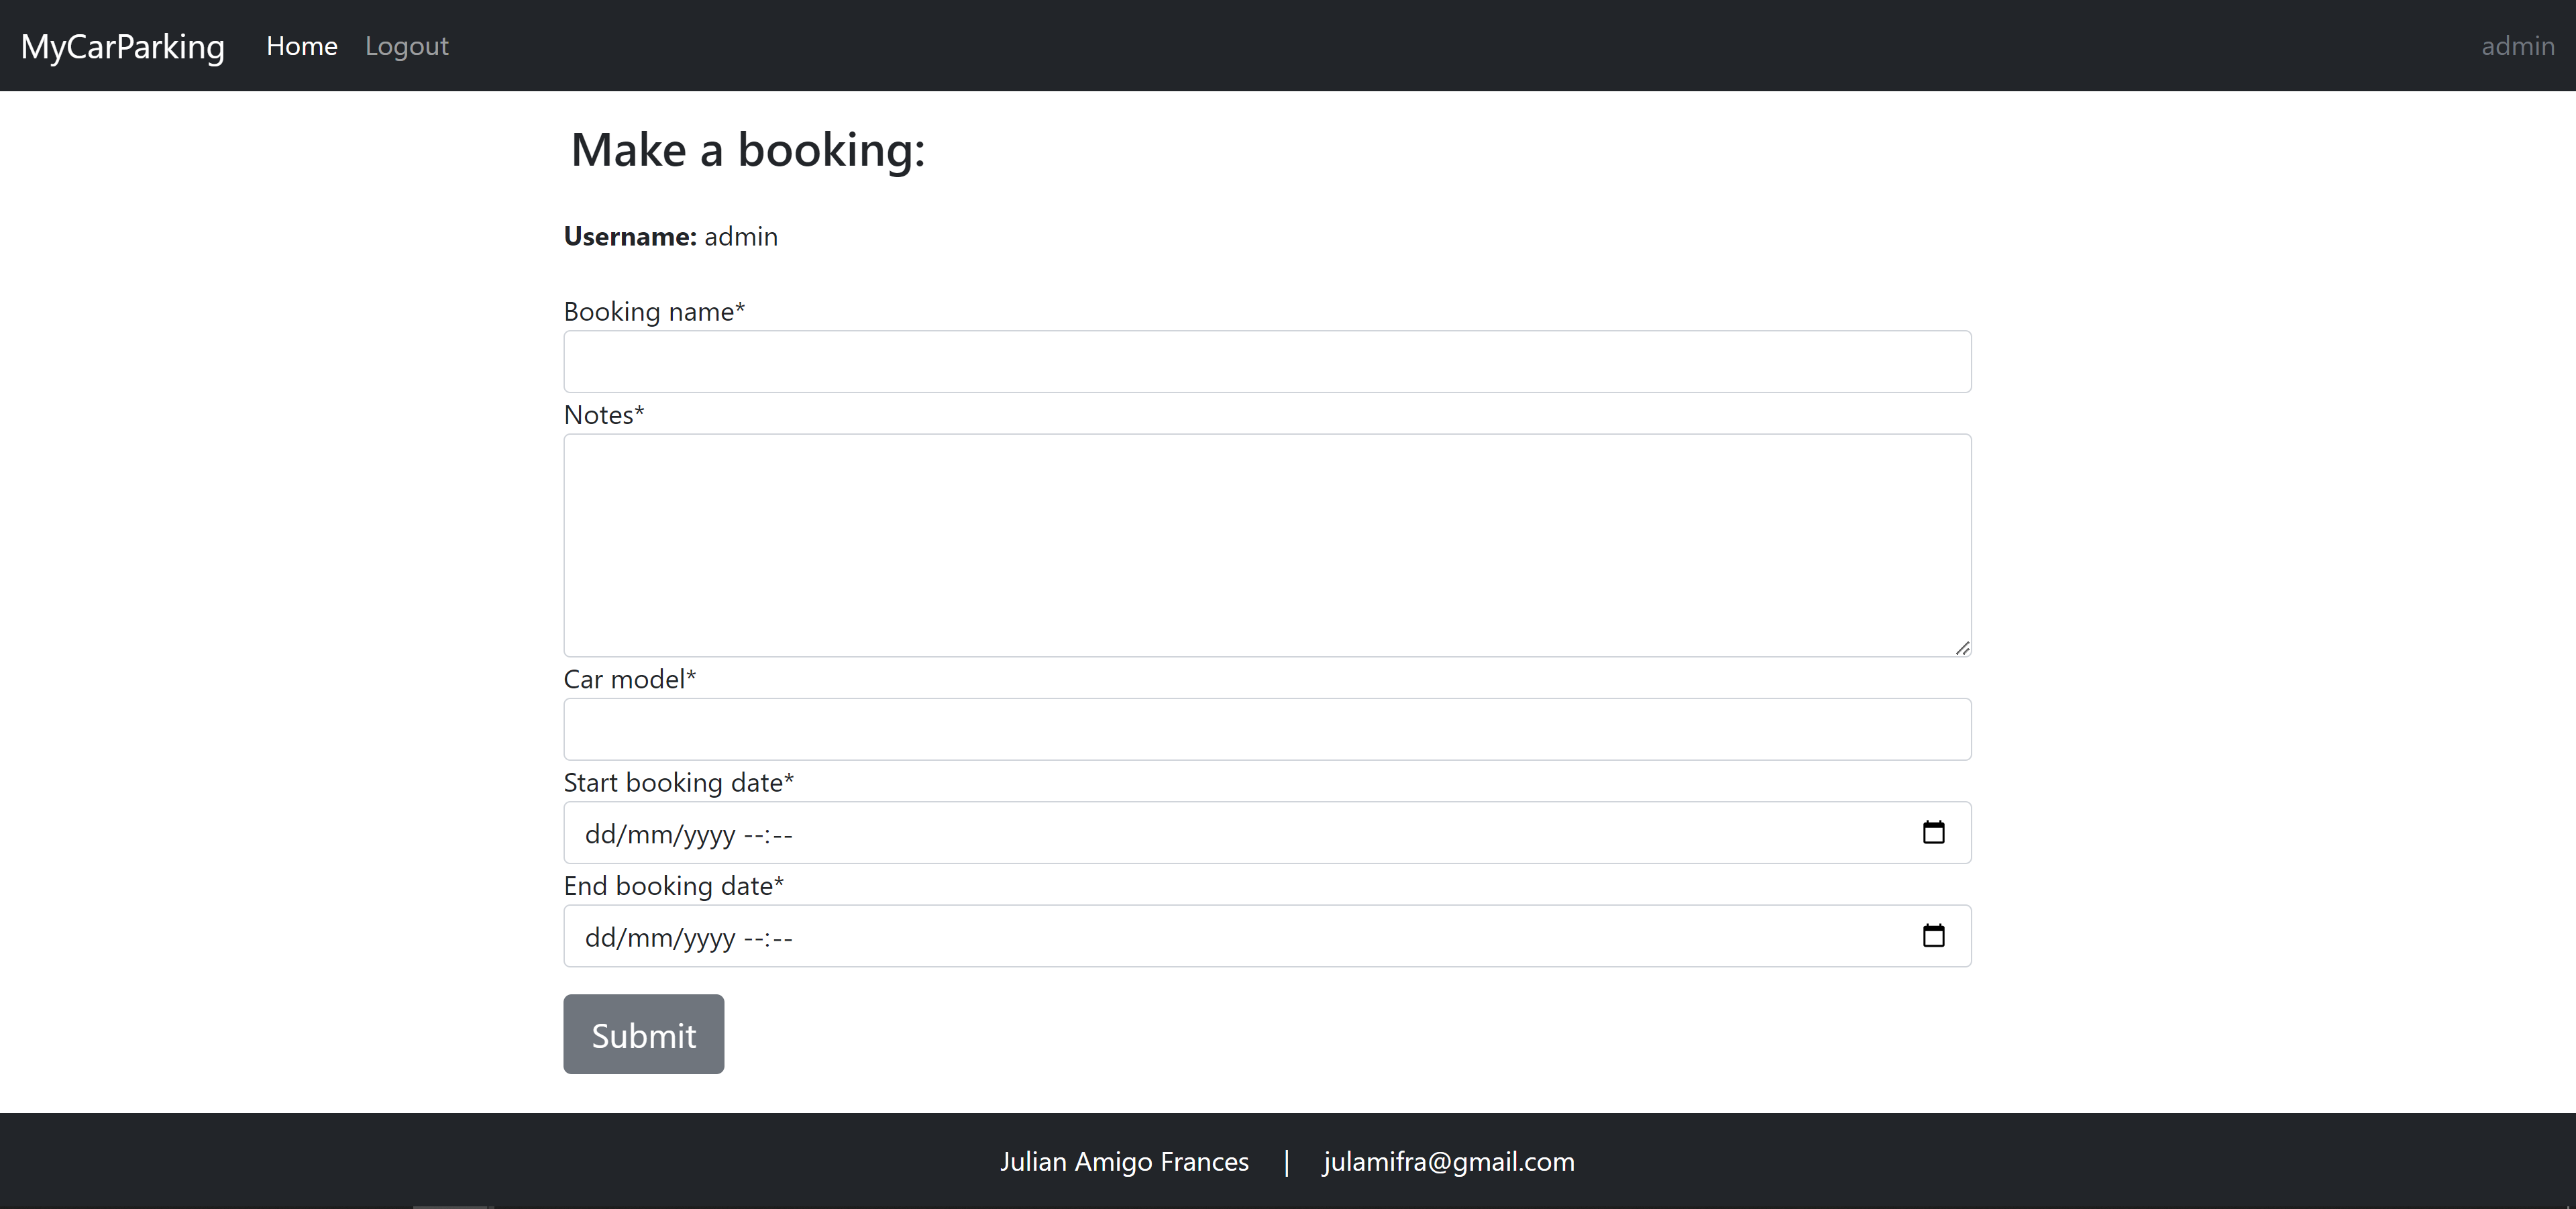 MyCarParking Home Logout admin
Make a booking:
Username: admin
Booking name*
Notes*
Car model*
Start booking date*
dd/mm/yyyy --:--
End booking date*
dd/mm/yyyy --:--
Submit
Julian Amigo Frances | julamifra@gmail.com